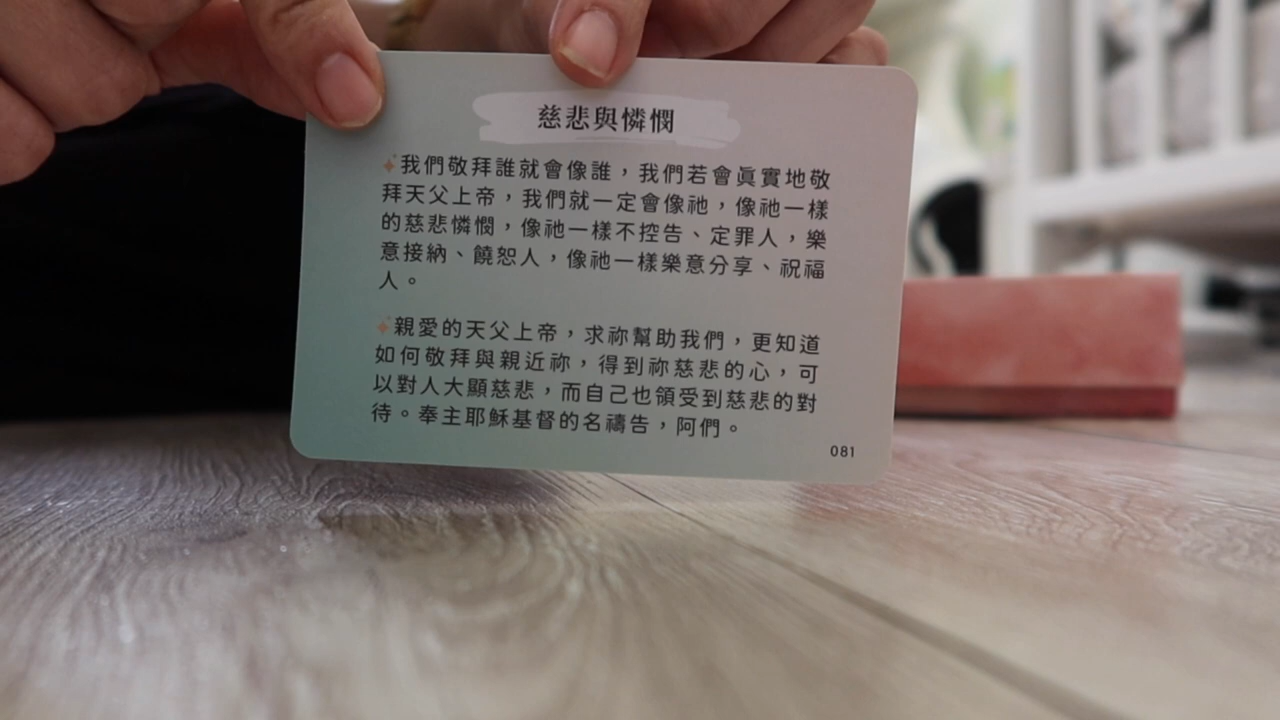 慈悲與憐憫
我們敬拜誰就會像誰，我們若會真實地敬
拜天父上帝，我們就一定會像祂，像祂一樣
的慈悲憐憫，像祂一樣不控告、定罪人，樂
意接納、饒恕人，像祂一樣樂意分享、祝福
人。
親愛的天父上帝，求祢幫助我們，更知道
如何敬拜與親近祢，得到祢慈悲的心，可
以對人大顯慈悲，而自己也領受到慈悲的對
待。奉主耶穌基督的名禱告，阿們。
081